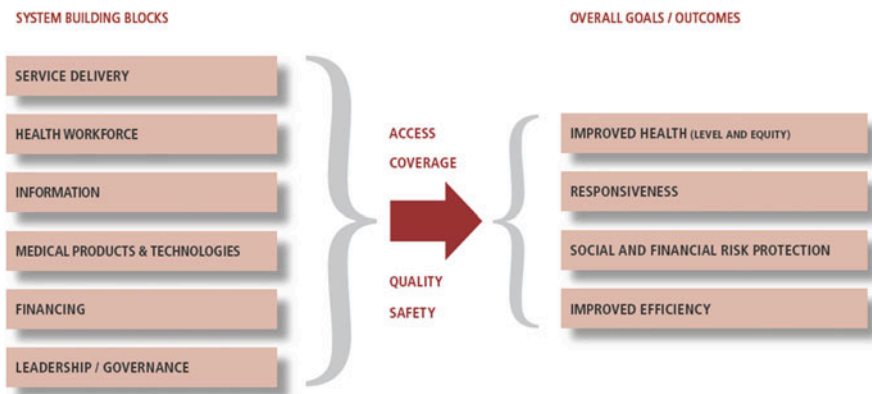 SYSTEM BUILDING BLOCKS
SERVICE DELIVERY
HEALTH WORKFORCE
INFORMATION
MEDICAL PRODUCTS & TECHNOLOGIES
FINANCING
LEADERSHIP / GOVERNANCE
ACCESS
COVERAGE
QUALITY
SAFETY
OVERALL GOALS / OUTCOMES
IMPROVED HEALTH (LEVEL AND EQUITY)
RESPONSIVENESS
SOCIAL AND FINANCIAL RISK PROTECTION
IMPROVED EFFICIENCY